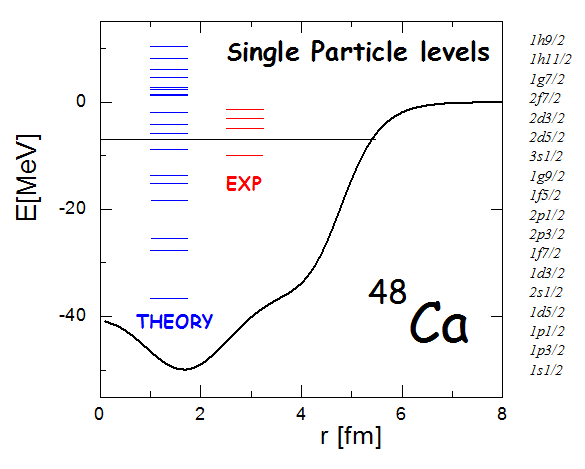 Single Particle levels
E[MeV]
0
-20
-40
EXP
THEORY
48Ca
0
2
4
6
8
r [fm]
1h9/2
1h11/2
1g7/2
2f7/2
2d3/2
2d5/2
3s1/2
1g9/2
1f5/2
2p1/2
2p3/2
1f7/2
1d3/2
2s1/2
1d5/2
1p1/2
1p3/2
1s1/2